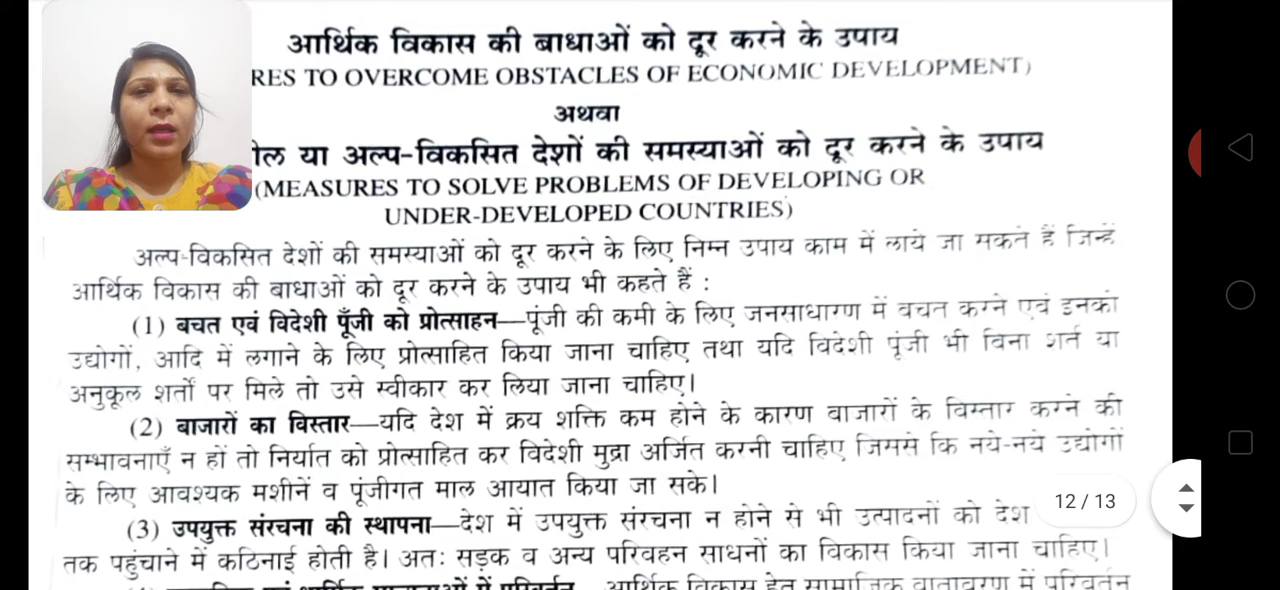 आर्थिक विकास की बाधाओं को दूर करने के उपाय
RES TO OVERCOME OBSTACLES OF ECONOMIC DEVELOPMENT)
अथवा
ील या अल्प-विकसित देशों की समस्याओं को दूर करने के उपाय
(MEASURES TO SOLVE PROBLEMS OF DEVELOPING OR
UNDER-DEVELOPED COUNTRIES)
अल्प-विकसित देशों की समस्याओं को दूर करने के लिए निम्न उपाय काम में लाये जा सकते हैं जिन्हें
आर्थिक विकास की बाधाओं को दूर करने के उपाय भी कहते हैं :
(1) बचत एवं विदेशी पूँजी को प्रोत्साहन—पूंजी की कमी के लिए जनसाधारण में बचत करने एवं इनको
उद्योगों, आदि में लगाने के लिए प्रोत्साहित किया जाना चाहिए तथा यदि विदेशी पूंजी भी बिना शर्त या
अनुकूल शर्तों पर मिले तो उसे स्वीकार कर लिया जाना चाहिए।
(2) बाजारों का विस्तार—यदि देश में क्रय शक्ति कम होने के कारण बाजारों के विस्तार करने की
सम्भावनाएँ न हों तो निर्यात को प्रोत्साहित कर विदेशी मुद्रा अर्जित करनी चाहिए जिससे कि नये-नये उद्योगों
के लिए आवश्यक मशीनें व पूंजीगत माल आयात किया जा सके।
(3) उपयुक्त संरचना की स्थापना—देश में उपयुक्त संरचना न होने से भी उत्पादनों को देश
तक पहुंचाने में कठिनाई होती है। अतः सड़क व अन्य परिवहन साधनों का विकास किया जाना चाहिए।
आर्थिक विकास हेतु सामाजिक वातावरण में परिवर्तन
12 / 13